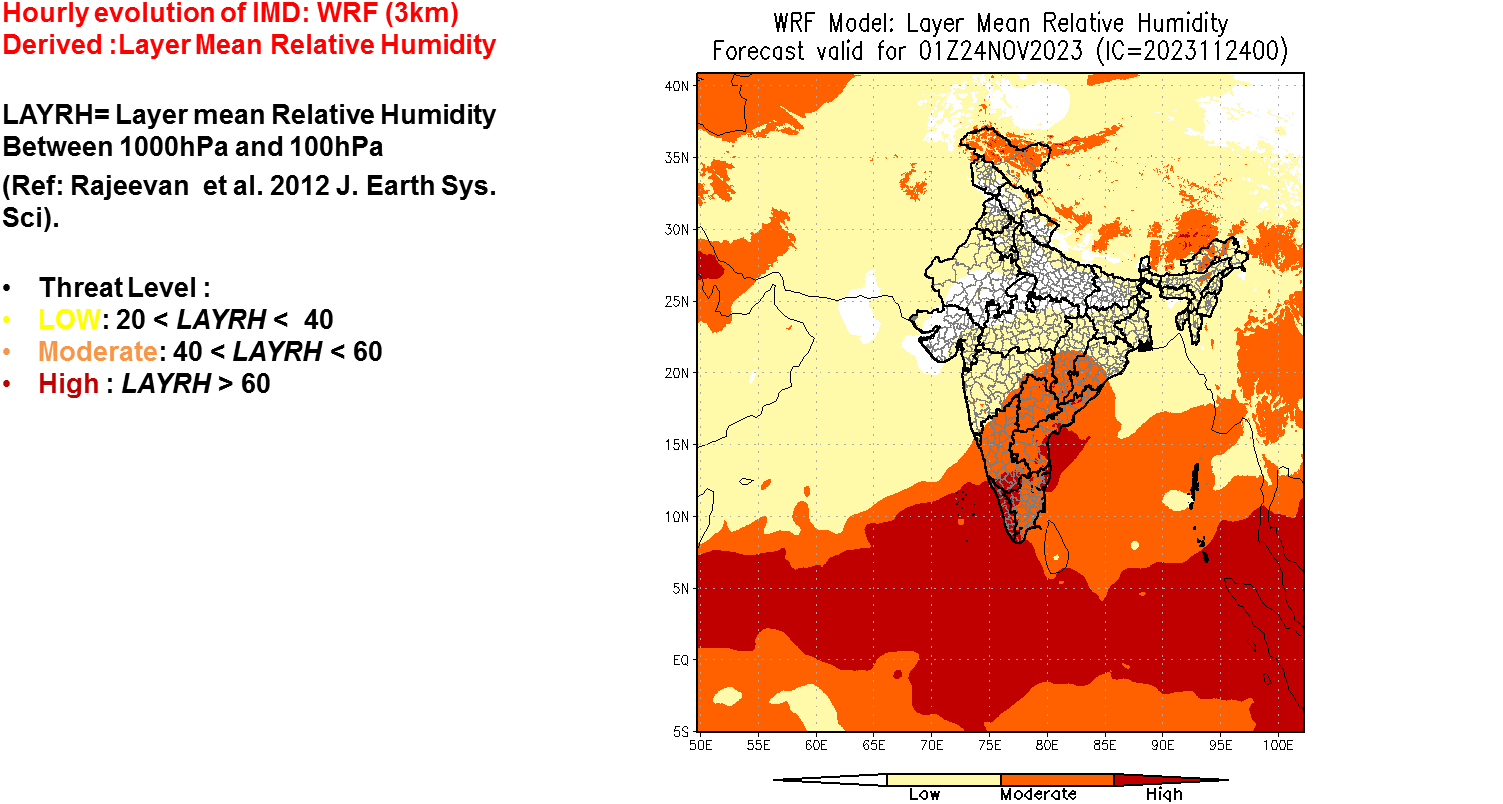 Hourly evolution of IMD: WRF (3km)
Derived :Layer Mean Relative Humidity
LAYRH= Layer mean Relative Humidity
Between 1000hPa and 100hPa
(Ref: Rajeevan et al. 2012 J. Earth Sys.
Sci).
• Threat Level :
• LOW: 20 < LAYRH < 40
• Moderate: 40 < LAYRH < 60
• High : LAYRH > 60
WRF Model: Layer Mean Relative Humidity
Forecast valid for 01Z24NOV2023 (IC=2023112400)
40N
35N
30N
25N
20N
15N
10N
5N
EQ
5S
50E 55E 60E 65E 70E 75E 80E 85E 90E 95E 100E
Low Moderate High